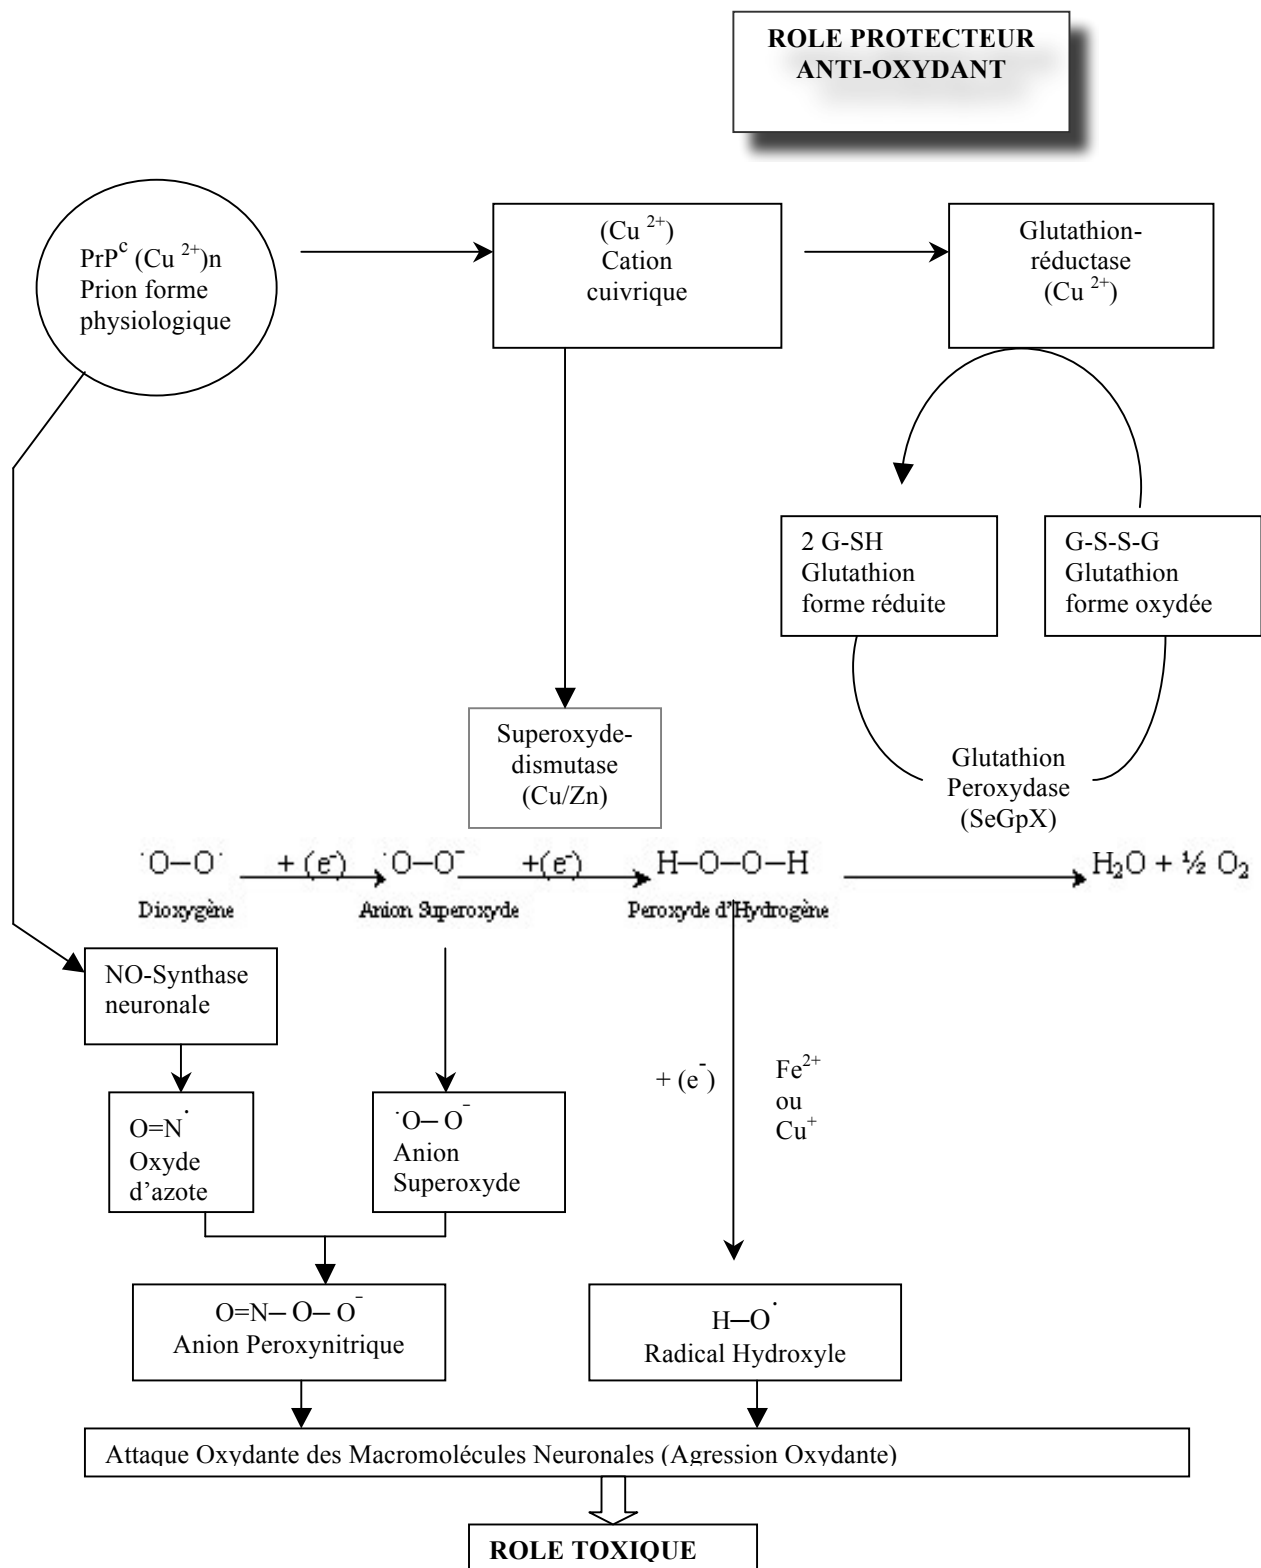 ROLE PROTECTEUR
ANTI-OXYDANT
PrP^c (Cu ²⁺)n
Prion forme
physiologique
(Cu ²⁺)
Cation
cuivrique
Glutathion-
réductase
(Cu ²⁺)
2 G-SH
Glutathion
forme réduite
G-S-S-G
Glutathion
forme oxydée
Superoxyde-
dismutase
(Cu/Zn)
Glutathion
Peroxydase
(SeGpX)
˙O–O˙ + (e⁻) ˙O–O⁻ +(e⁻) H–O–O–H H₂O + ½ O₂
Dioxygène Anion Superoxyde Peroxyde d'Hydrogène
NO-Synthase
neuronale
+ (e⁻)
Fe²⁺
ou
Cu⁺
O=N˙
Oxyde
d'azote
˙O– O⁻
Anion
Superoxyde
O=N– O– O⁻
Anion Peroxynitrique
H–O˙
Radical Hydroxyle
Attaque Oxydante des Macromolécules Neuronales (Agression Oxydante)
ROLE TOXIQUE